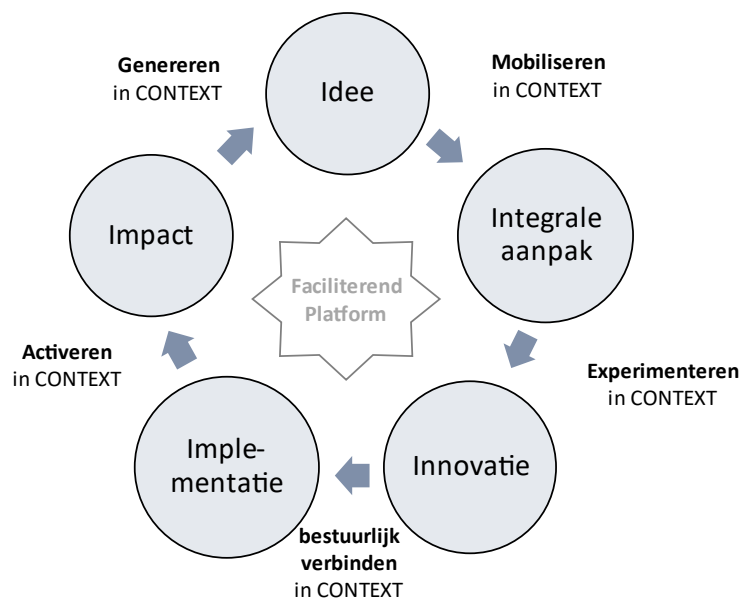 Genereren
in CONTEXT
Idee
Mobiliseren
in CONTEXT
Integrale
aanpak
Impact
Faciliterend
Platform
Activeren
in CONTEXT
Experimenteren
in CONTEXT
Imple-
mentatie
Innovatie
bestuurlijk
verbinden
in CONTEXT